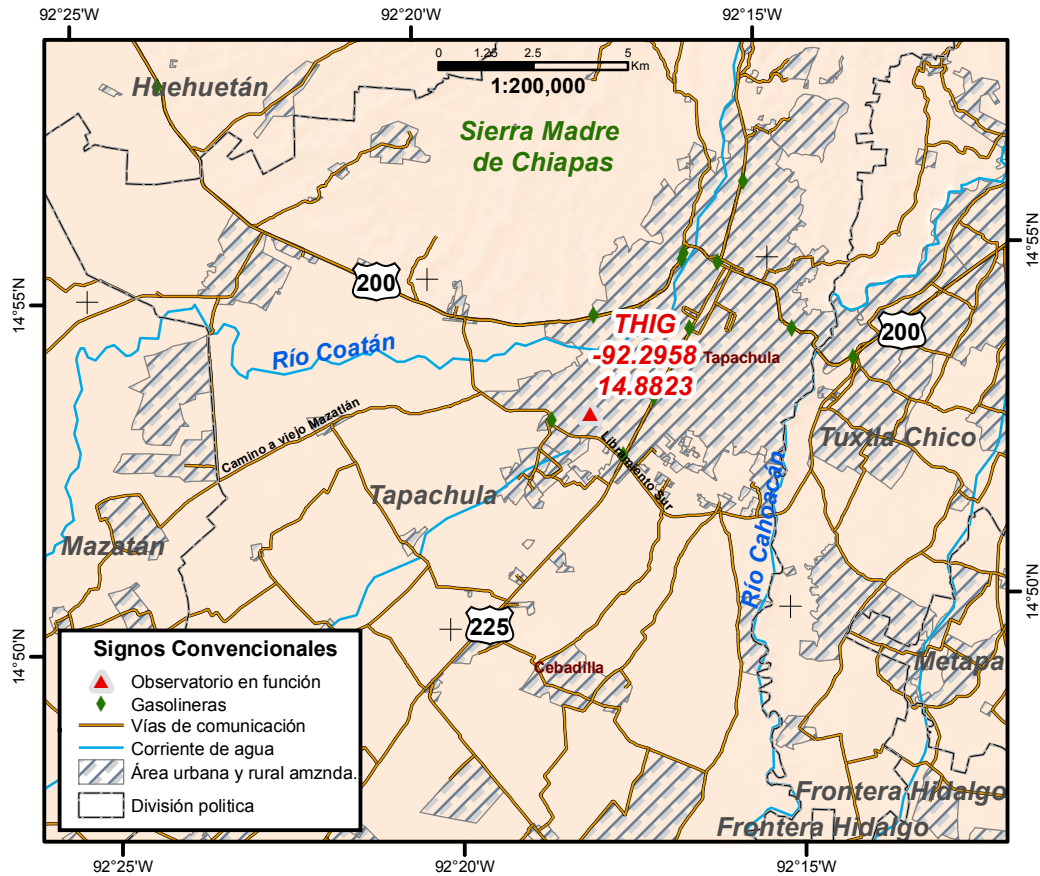 92°25'W
92°20'W
92°15'W
0 1.25 2.5 5
Km
1:200,000
Huehuetán
Sierra Madre
de Chiapas
14°55'N
14°55'N
200
THIG
-92.2958
14.8823
Tapachula
200
Río Coatán
Camino a viejo Mazatlán
Libramiento Sur
Tuxtla Chico
Tapachula
Río Cahoacán
Mazatán
14°50'N
225
14°50'N
Cebadilla
Metapa
Signos Convencionales
Observatorio en función
Gasolineras
Vías de comunicación
Corriente de agua
Área urbana y rural amznda.
División politica
Frontera Hidalgo
Frontera Hidalgo
92°25'W
92°20'W
92°15'W